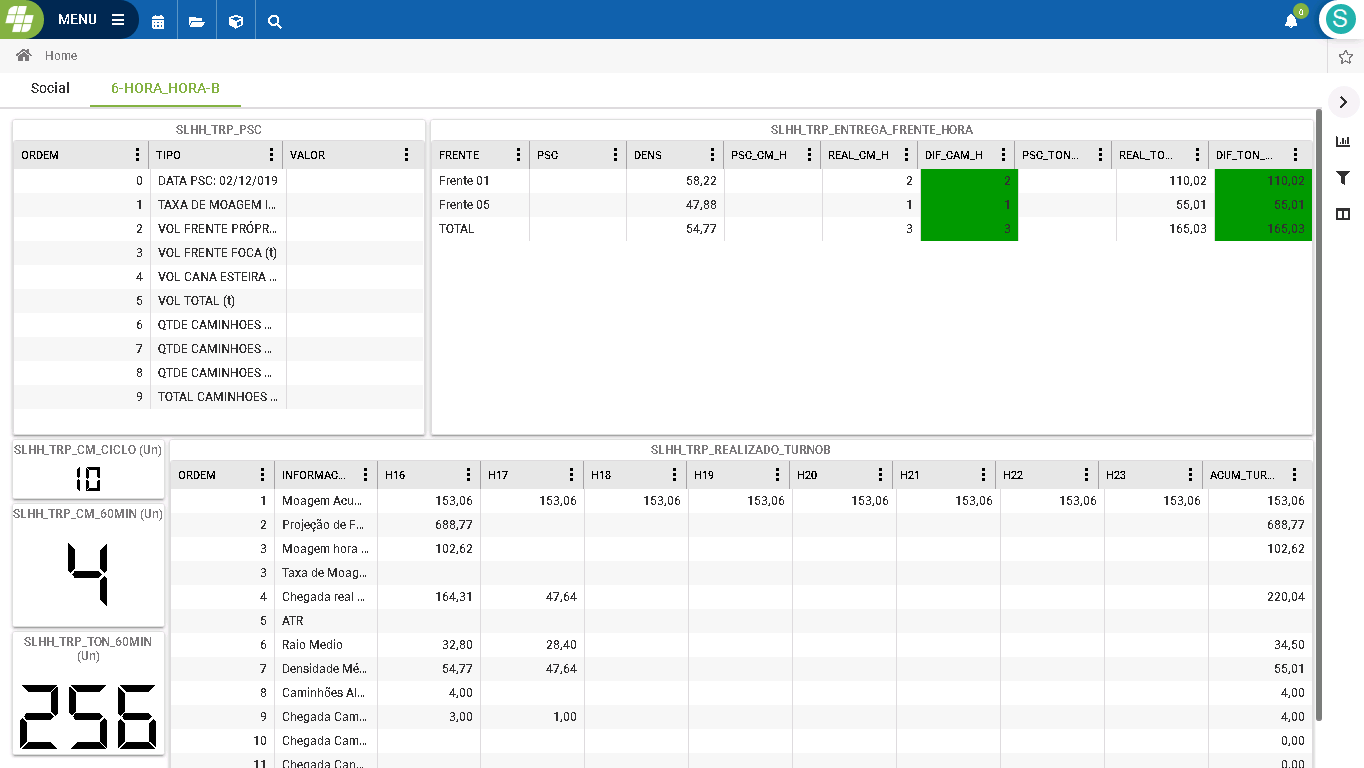 MENU
0
S
Home
Social 6-HORA_HORA-B
SLHH_TRP_PSC
ORDEM TIPO VALOR
0 DATA PSC: 02/12/019
1 TAXA DE MOAGEM I...
2 VOL FRENTE PRÓPR...
3 VOL FRENTE FOCA (t)
4 VOL CANA ESTEIRA ...
5 VOL TOTAL (t)
6 QTDE CAMINHOES ...
7 QTDE CAMINHOES ...
8 QTDE CAMINHOES ...
9 TOTAL CAMINHOES ...
SLHH_TRP_ENTREGA_FRENTE_HORA
FRENTE PSC DENS PSC_CM_H REAL_CM_H DIF_CAM_H PSC_TON... REAL_TO... DIF_TON_...
Frente 01 58,22 2 2 110,02 110,02
Frente 05 47,88 1 1 55,01 55,01
TOTAL 54,77 3 3 165,03 165,03
SLHH_TRP_CM_CICLO (Un)
10
SLHH_TRP_CM_60MIN (Un)
4
SLHH_TRP_TON_60MIN
(Un)
256
SLHH_TRP_REALIZADO_TURNOB
ORDEM INFORMAC... H16 H17 H18 H19 H20 H21 H22 H23 ACUM_TUR...
1 Moagem Acu... 153,06 153,06 153,06 153,06 153,06 153,06 153,06 153,06 153,06
2 Projeção de F... 688,77 688,77
3 Moagem hora ... 102,62 102,62
3 Taxa de Moag...
4 Chegada real ... 164,31 47,64 220,04
5 ATR
6 Raio Medio 32,80 28,40 34,50
7 Densidade Mé... 54,77 47,64 55,01
8 Caminhões Al... 4,00 4,00
9 Chegada Cam... 3,00 1,00 4,00
10 Chegada Cam... 0,00
11 Chegada Can... 0,00